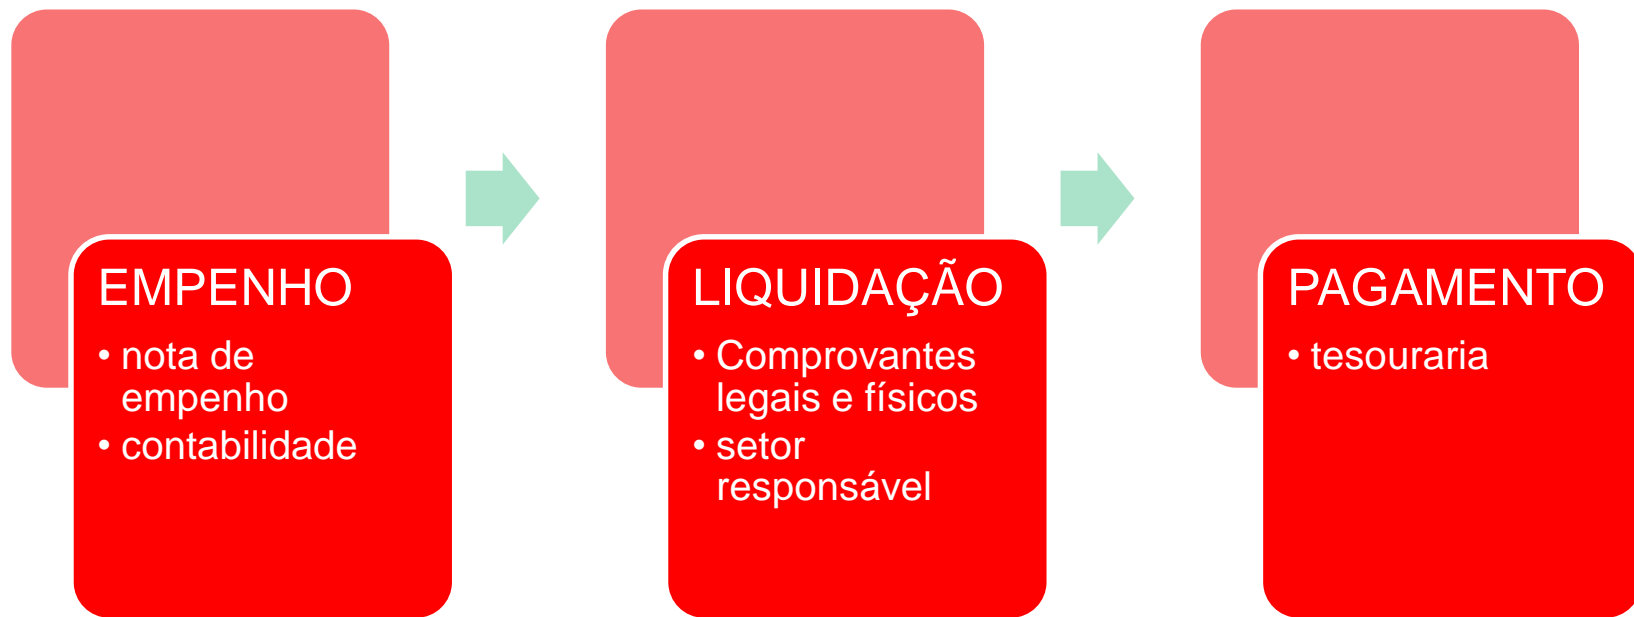 EMPENHO
• nota de
empenho
• contabilidade
LIQUIDAÇÃO
• Comprovantes
legais e físicos
• setor
responsável
PAGAMENTO
• tesouraria